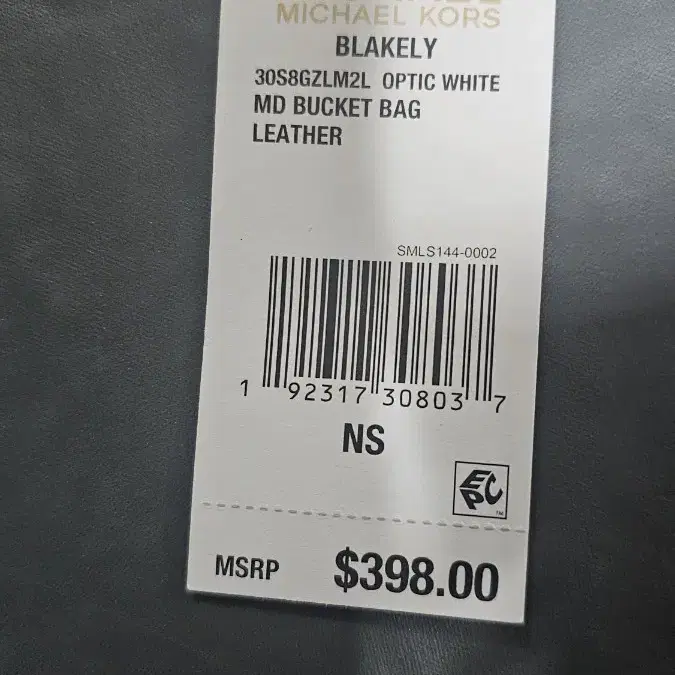 MICHAEL KORS
BLAKELY
30S8GZLM2L OPTIC WHITE
MD BUCKET BAG
LEATHER
SMLS144-0002
1 92317 30803 7
NS
EPC
TM
MSRP $398.00